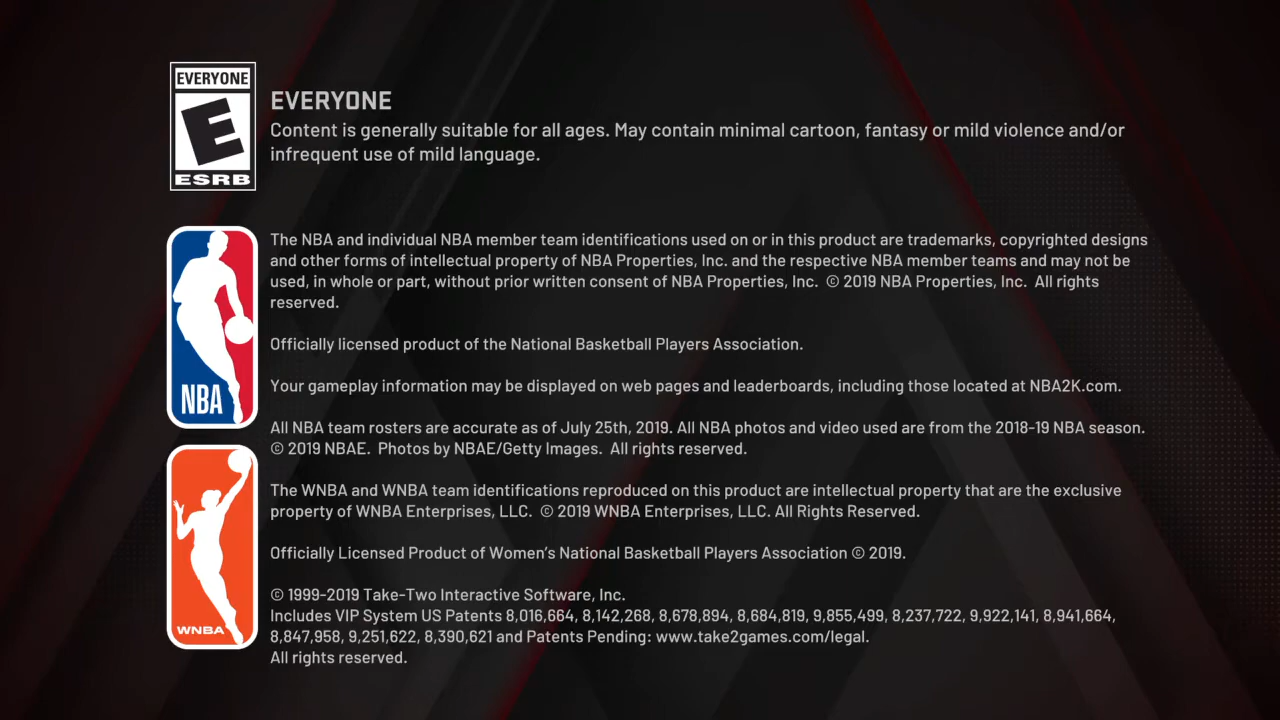 EVERYONE
E
ESRB
EVERYONE
Content is generally suitable for all ages. May contain minimal cartoon, fantasy or mild violence and/or
infrequent use of mild language.
NBA
The NBA and individual NBA member team identifications used on or in this product are trademarks, copyrighted designs
and other forms of intellectual property of NBA Properties, Inc. and the respective NBA member teams and may not be
used, in whole or part, without prior written consent of NBA Properties, Inc. © 2019 NBA Properties, Inc. All rights
reserved.
Officially licensed product of the National Basketball Players Association.
Your gameplay information may be displayed on web pages and leaderboards, including those located at NBA2K.com.
All NBA team rosters are accurate as of July 25th, 2019. All NBA photos and video used are from the 2018-19 NBA season.
© 2019 NBAE. Photos by NBAE/Getty Images. All rights reserved.
WNBA
The WNBA and WNBA team identifications reproduced on this product are intellectual property that are the exclusive
property of WNBA Enterprises, LLC. © 2019 WNBA Enterprises, LLC. All Rights Reserved.
Officially Licensed Product of Women's National Basketball Players Association © 2019.
© 1999-2019 Take-Two Interactive Software, Inc.
Includes VIP System US Patents 8,016,664, 8,142,268, 8,678,894, 8,684,819, 9,855,499, 8,237,722, 9,922,141, 8,941,664,
8,847,958, 9,251,622, 8,390,621 and Patents Pending: www.take2games.com/legal.
All rights reserved.